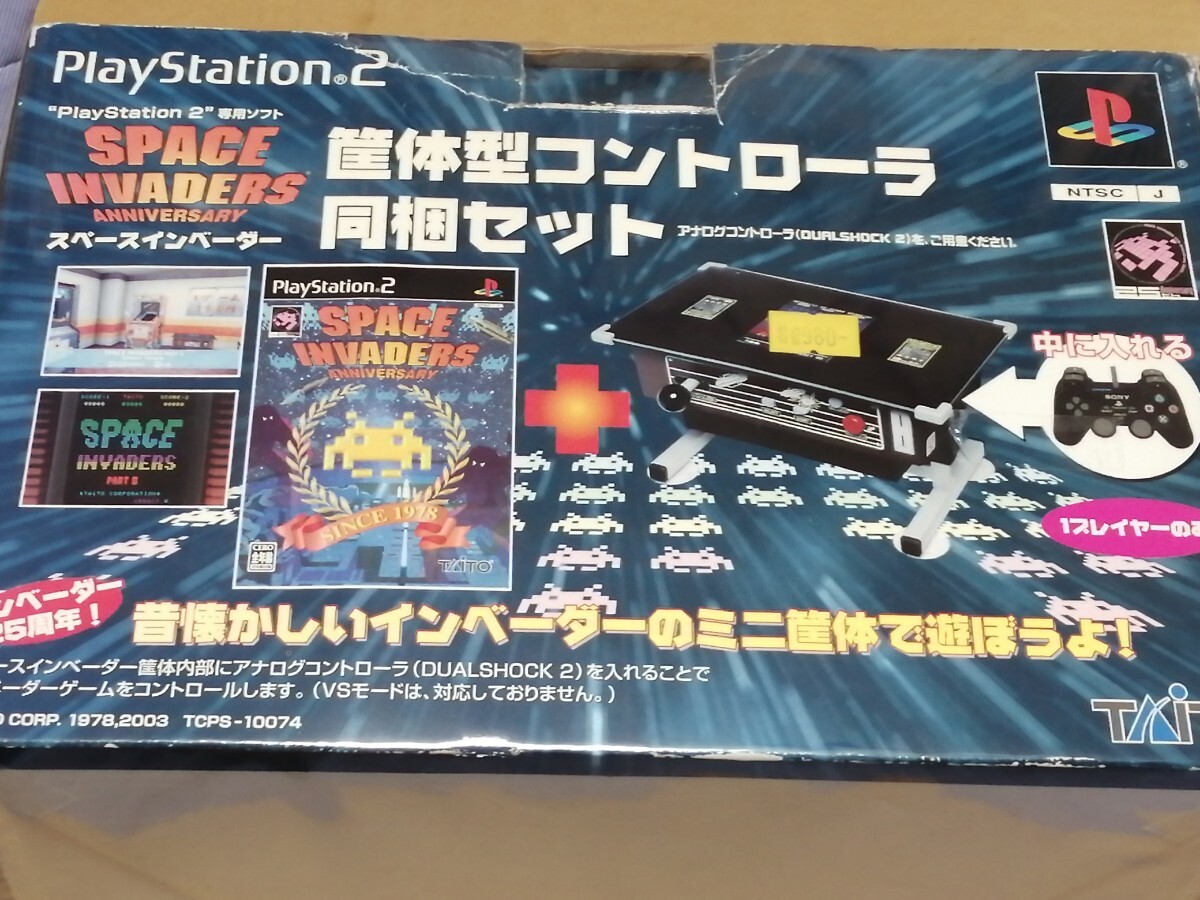 PlayStation®2
"PlayStation 2"専用ソフト
SPACE
INVADERS
ANNIVERSARY
スペースインベーダー
筐体型コントローラ
同梱セット
アナログコントローラ(DUALSHOCK 2)を、ご用意ください。
NTSC J
PlayStation®2
SPACE
INVADERS
ANNIVERSARY
SINCE 1978
CERO
TAITO
SPACE
INVADERS
PART II
©TAITO CORPORATION
中に入れる
SONY
1プレイヤーのみ
ンベーダー
25周年!
昔懐かしいインベーダーのミニ筐体で遊ぼうよ!
ースインベーダー筐体内部にアナログコントローラ(DUALSHOCK 2)を入れることで
ベーダーゲームをコントロールします。(VSモードは、対応しておりません。)
O CORP. 1978,2003 TCPS-10074
TAIT